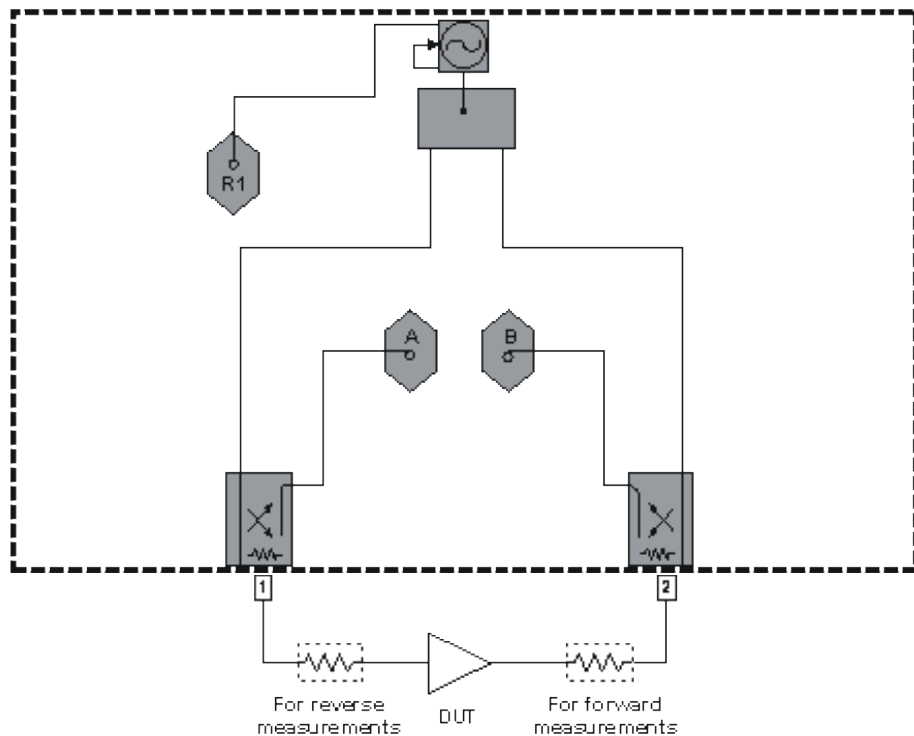 R1
A
B
1
2
For reverse
measurements
DUT
For forward
measurements